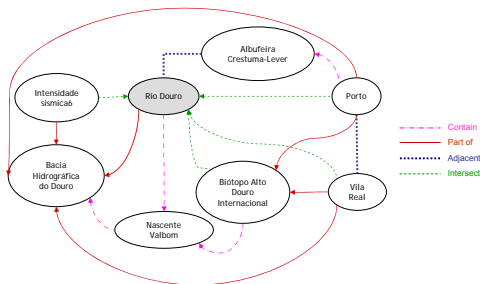 Albufeira
Crestuma-Lever
Intensidade
sismica6
Rio Douro
Porto
Contain
Part of
Adjacent
Intersect
Bacia
Hidrográfica
do Douro
Biótopo Alto
Douro
Internacional
Vila
Real
Nascente
Valbom